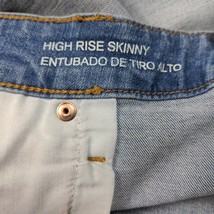 HIGH RISE SKINNY
ENTUBADO DE TIRO ALTO